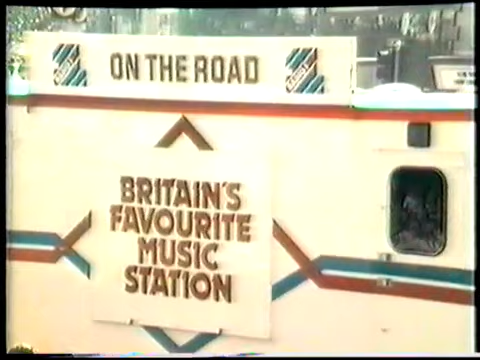 ON THE ROAD
BRITAIN'S
FAVOURITE
MUSIC
STATION